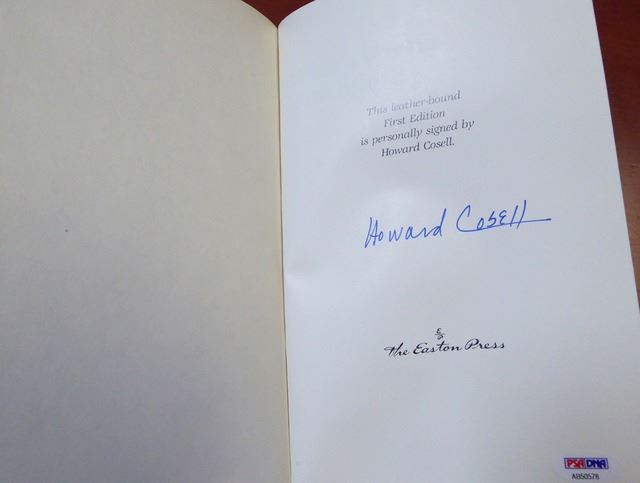 This leather-bound
First Edition
is personally signed by
Howard Cosell.
Howard Cosell
E/P
The Easton Press
PSA DNA
AB50578